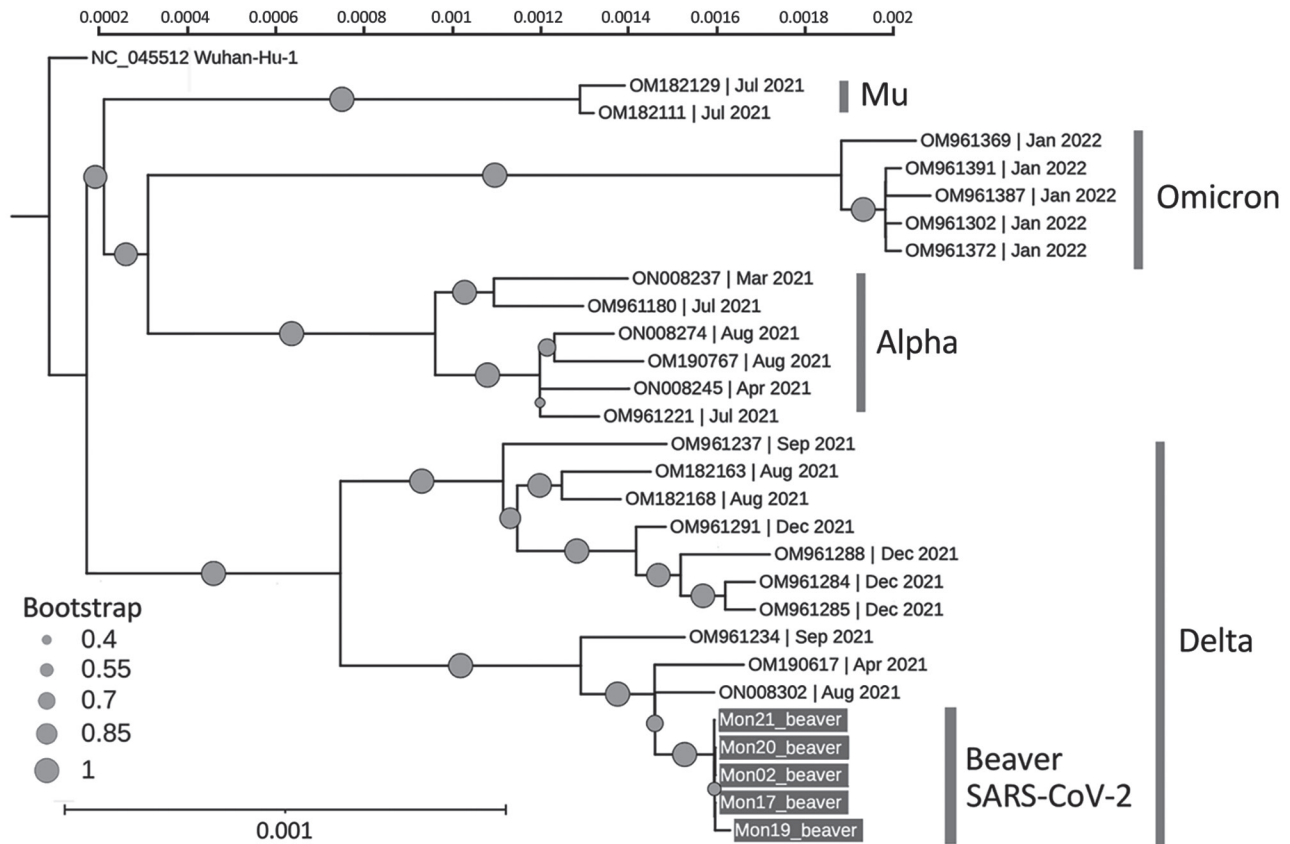 0.0002 0.0004 0.0006 0.0008 0.001 0.0012 0.0014 0.0016 0.0018 0.002
NC_045512 Wuhan-Hu-1
OM182129 | Jul 2021
OM182111 | Jul 2021
Mu
OM961369 | Jan 2022
OM961391 | Jan 2022
OM961387 | Jan 2022
OM961302 | Jan 2022
OM961372 | Jan 2022
Omicron
ON008237 | Mar 2021
OM961180 | Jul 2021
ON008274 | Aug 2021
OM190767 | Aug 2021
ON008245 | Apr 2021
OM961221 | Jul 2021
Alpha
OM961237 | Sep 2021
OM182163 | Aug 2021
OM182168 | Aug 2021
OM961291 | Dec 2021
OM961288 | Dec 2021
OM961284 | Dec 2021
OM961285 | Dec 2021
OM961234 | Sep 2021
OM190617 | Apr 2021
ON008302 | Aug 2021
Mon21_beaver
Mon20_beaver
Mon02_beaver
Mon17_beaver
Mon19_beaver
Beaver
SARS-CoV-2
Delta
Bootstrap
0.4
0.55
0.7
0.85
1
0.001